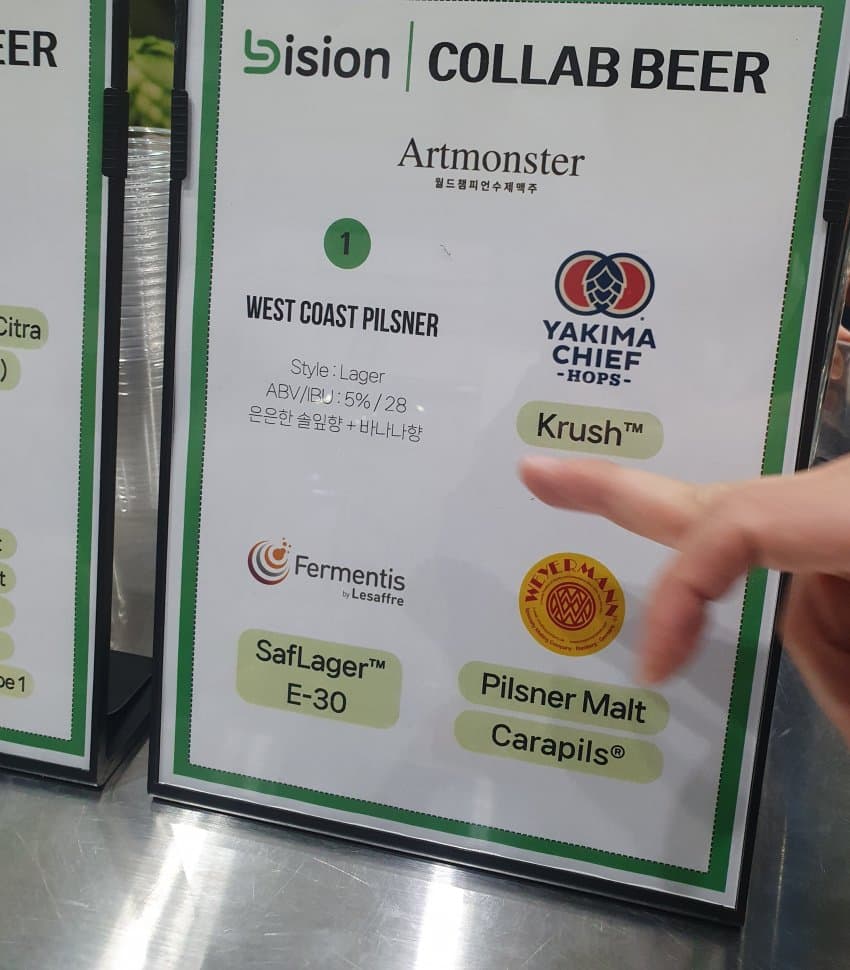 EER
Citra
)
t
pe 1
bision | COLLAB BEER
Artmonster
월드챔피언수제맥주
1
WEST COAST PILSNER
Style : Lager
ABV/IBU : 5% / 28
은은한 솔잎향 + 바나나향
YAKIMA
CHIEF
-HOPS-
Krush™
Fermentis
by Lesaffre
SafLager™
E-30
WEYERMANN
Pilsner Malt
Carapils®